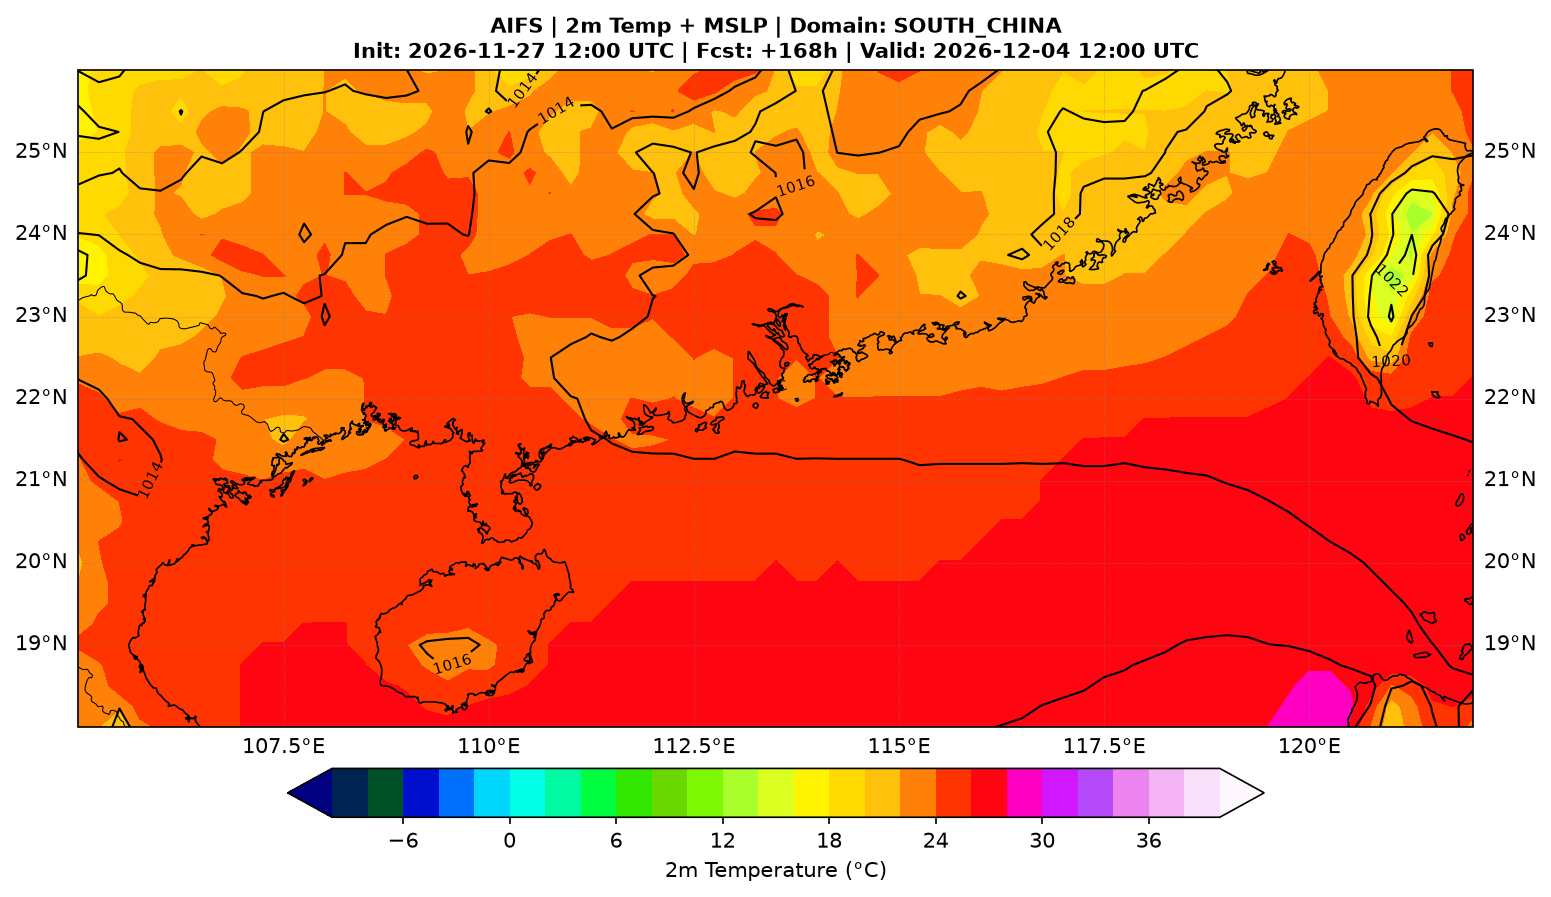 AIFS | 2m Temp + MSLP | Domain: SOUTH_CHINA
Init: 2026-11-27 12:00 UTC | Fcst: +168h | Valid: 2026-12-04 12:00 UTC
1014
1014
1016
1018
1022
1020
1014
1016
25°N
24°N
23°N
22°N
21°N
20°N
19°N
25°N
24°N
23°N
22°N
21°N
20°N
19°N
107.5°E 110°E 112.5°E 115°E 117.5°E 120°E
−6 0 6 12 18 24 30 36
2m Temperature (°C)